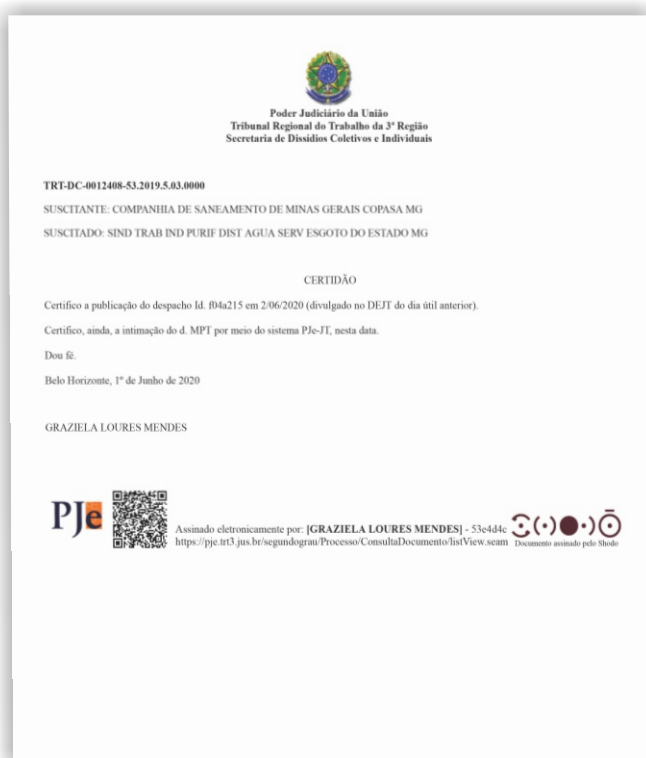 Poder Judiciário da União
Tribunal Regional do Trabalho da 3ª Região
Secretaria de Dissídios Coletivos e Individuais
TRT-DC-0012408-53.2019.5.03.0000
SUSCITANTE: COMPANHIA DE SANEAMENTO DE MINAS GERAIS COPASA MG
SUSCITADO: SIND TRAB IND PURIF DIST AGUA SERV ESGOTO DO ESTADO MG
CERTIDÃO
Certifico a publicação do despacho Id. f04a215 em 2/06/2020 (divulgado no DEJT do dia útil anterior).
Certifico, ainda, a intimação do d. MPT por meio do sistema PJe-JT, nesta data.
Dou fé.
Belo Horizonte, 1º de Junho de 2020
GRAZIELA LOURES MENDES
PJe
Assinado eletronicamente por: [GRAZIELA LOURES MENDES] - 53e4d4c
https://pje.trt3.jus.br/segundograu/Processo/ConsultaDocumento/listView.seam
Documento assinado pelo Shodo